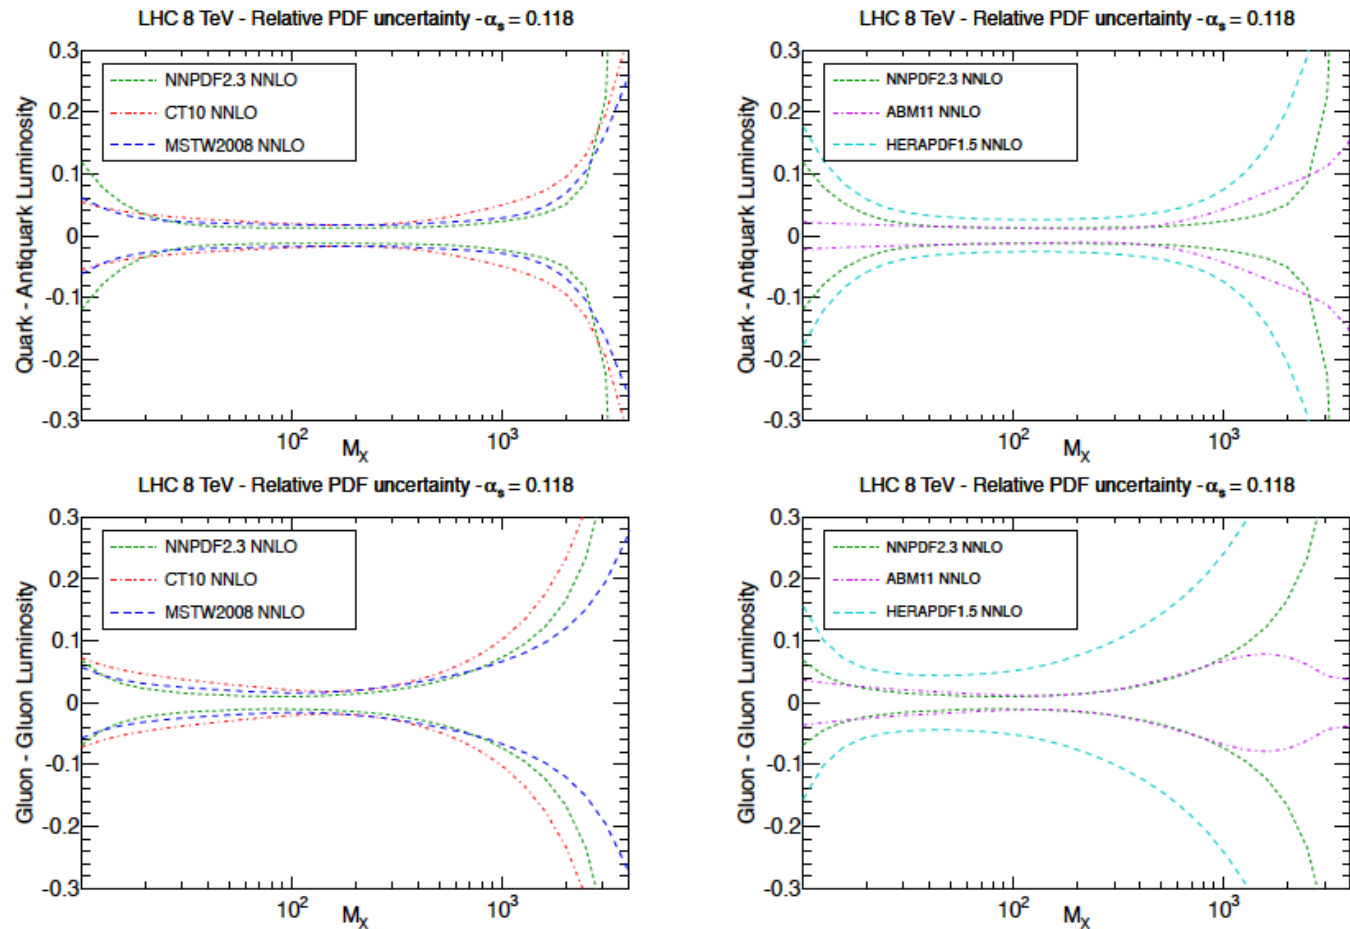 LHC 8 TeV - Relative PDF uncertainty - αₛ = 0.118
Quark - Antiquark Luminosity
0.3
0.2
0.1
0
-0.1
-0.2
-0.3
NNPDF2.3 NNLO
CT10 NNLO
MSTW2008 NNLO
10²
10³
M_X
LHC 8 TeV - Relative PDF uncertainty - αₛ = 0.118
Quark - Antiquark Luminosity
0.3
0.2
0.1
0
-0.1
-0.2
-0.3
NNPDF2.3 NNLO
ABM11 NNLO
HERAPDF1.5 NNLO
10²
10³
M_X
LHC 8 TeV - Relative PDF uncertainty - αₛ = 0.118
Gluon - Gluon Luminosity
0.3
0.2
0.1
0
-0.1
-0.2
-0.3
NNPDF2.3 NNLO
CT10 NNLO
MSTW2008 NNLO
10²
10³
M_X
LHC 8 TeV - Relative PDF uncertainty - αₛ = 0.118
Gluon - Gluon Luminosity
0.3
0.2
0.1
0
-0.1
-0.2
-0.3
NNPDF2.3 NNLO
ABM11 NNLO
HERAPDF1.5 NNLO
10²
10³
M_X